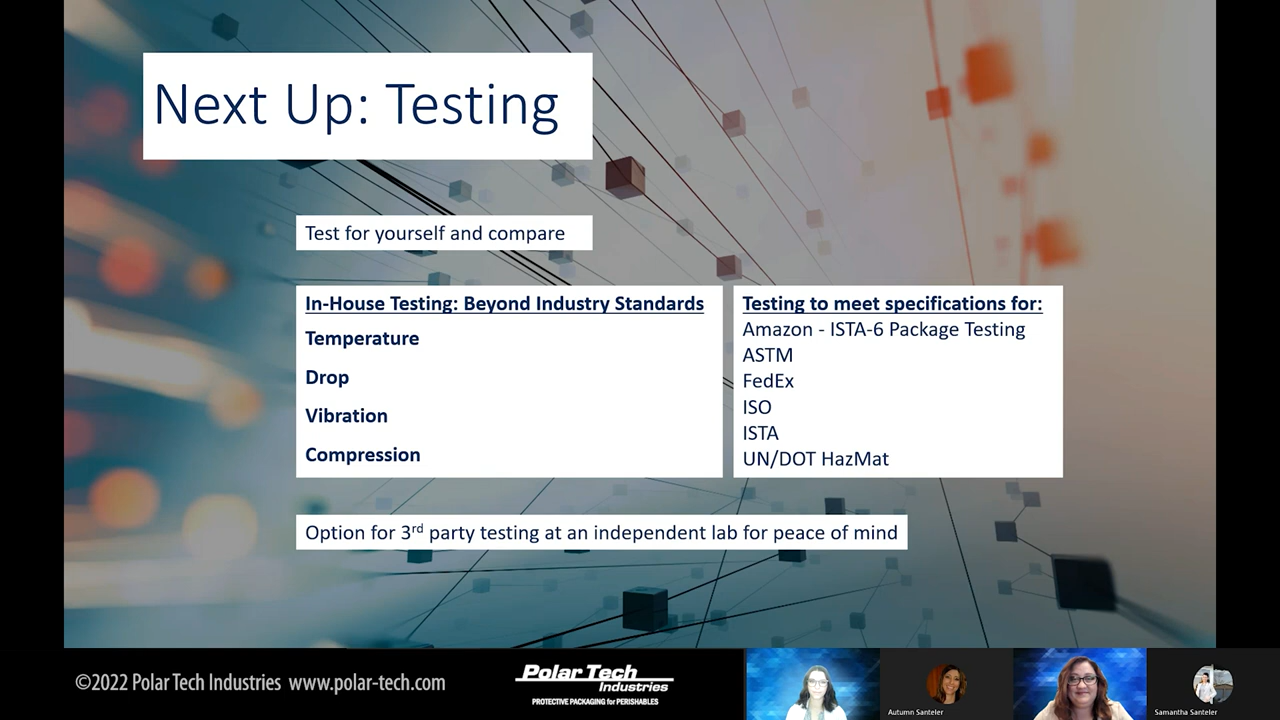 Next Up: Testing
Test for yourself and compare
In-House Testing: Beyond Industry Standards
Temperature
Drop
Vibration
Compression
Testing to meet specifications for:
Amazon - ISTA-6 Package Testing
ASTM
FedEx
ISO
ISTA
UN/DOT HazMat
Option for 3rd party testing at an independent lab for peace of mind
©2022 Polar Tech Industries www.polar-tech.com
Polar Tech
Industries
PROTECTIVE PACKAGING for PERISHABLES
Autumn Santeler
Samantha Santeler